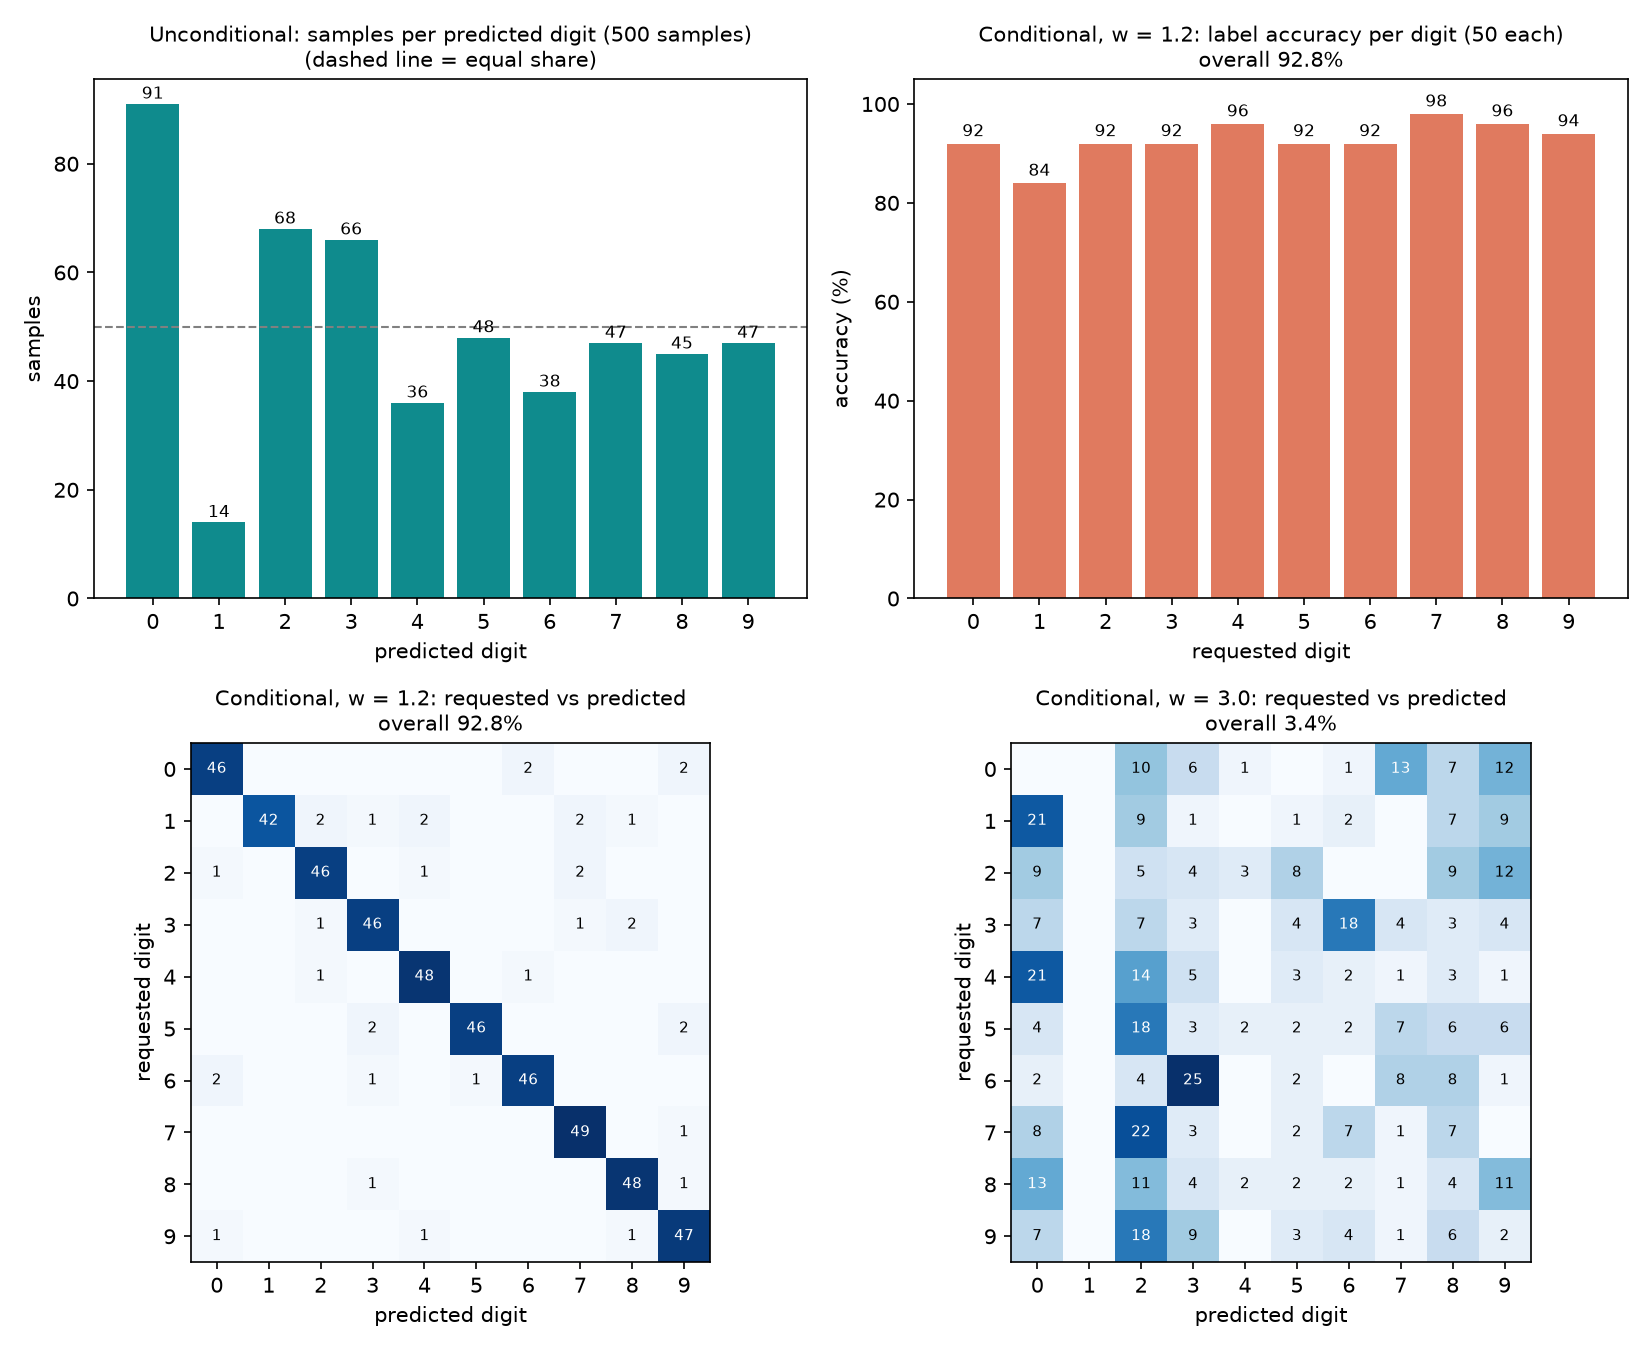 Unconditional: samples per predicted digit (500 samples)
(dashed line = equal share)
samples
80
60
40
20
0
91
14
68
66
36
48
38
47
45
47
0 1 2 3 4 5 6 7 8 9
predicted digit
Conditional, w = 1.2: label accuracy per digit (50 each)
overall 92.8%
accuracy (%)
100
80
60
40
20
0
92
84
92
92
96
92
92
98
96
94
0 1 2 3 4 5 6 7 8 9
requested digit
Conditional, w = 1.2: requested vs predicted
overall 92.8%
requested digit
0 46 2 2
1 42 2 1 2 2 1
2 1 46 1 2
3 1 46 1 2
4 1 48 1
5 2 46 2
6 2 1 1 46
7 49 1
8 1 48 1
9 1 1 1 47
0 1 2 3 4 5 6 7 8 9
predicted digit
Conditional, w = 3.0: requested vs predicted
overall 3.4%
requested digit
0 10 6 1 1 13 7 12
1 21 9 1 1 2 7 9
2 9 5 4 3 8 9 12
3 7 7 3 4 18 4 3 4
4 21 14 5 3 2 1 3 1
5 4 18 3 2 2 2 7 6 6
6 2 4 25 2 8 8 1
7 8 22 3 2 7 1 7
8 13 11 4 2 2 2 1 4 11
9 7 18 9 3 4 1 6 2
0 1 2 3 4 5 6 7 8 9
predicted digit